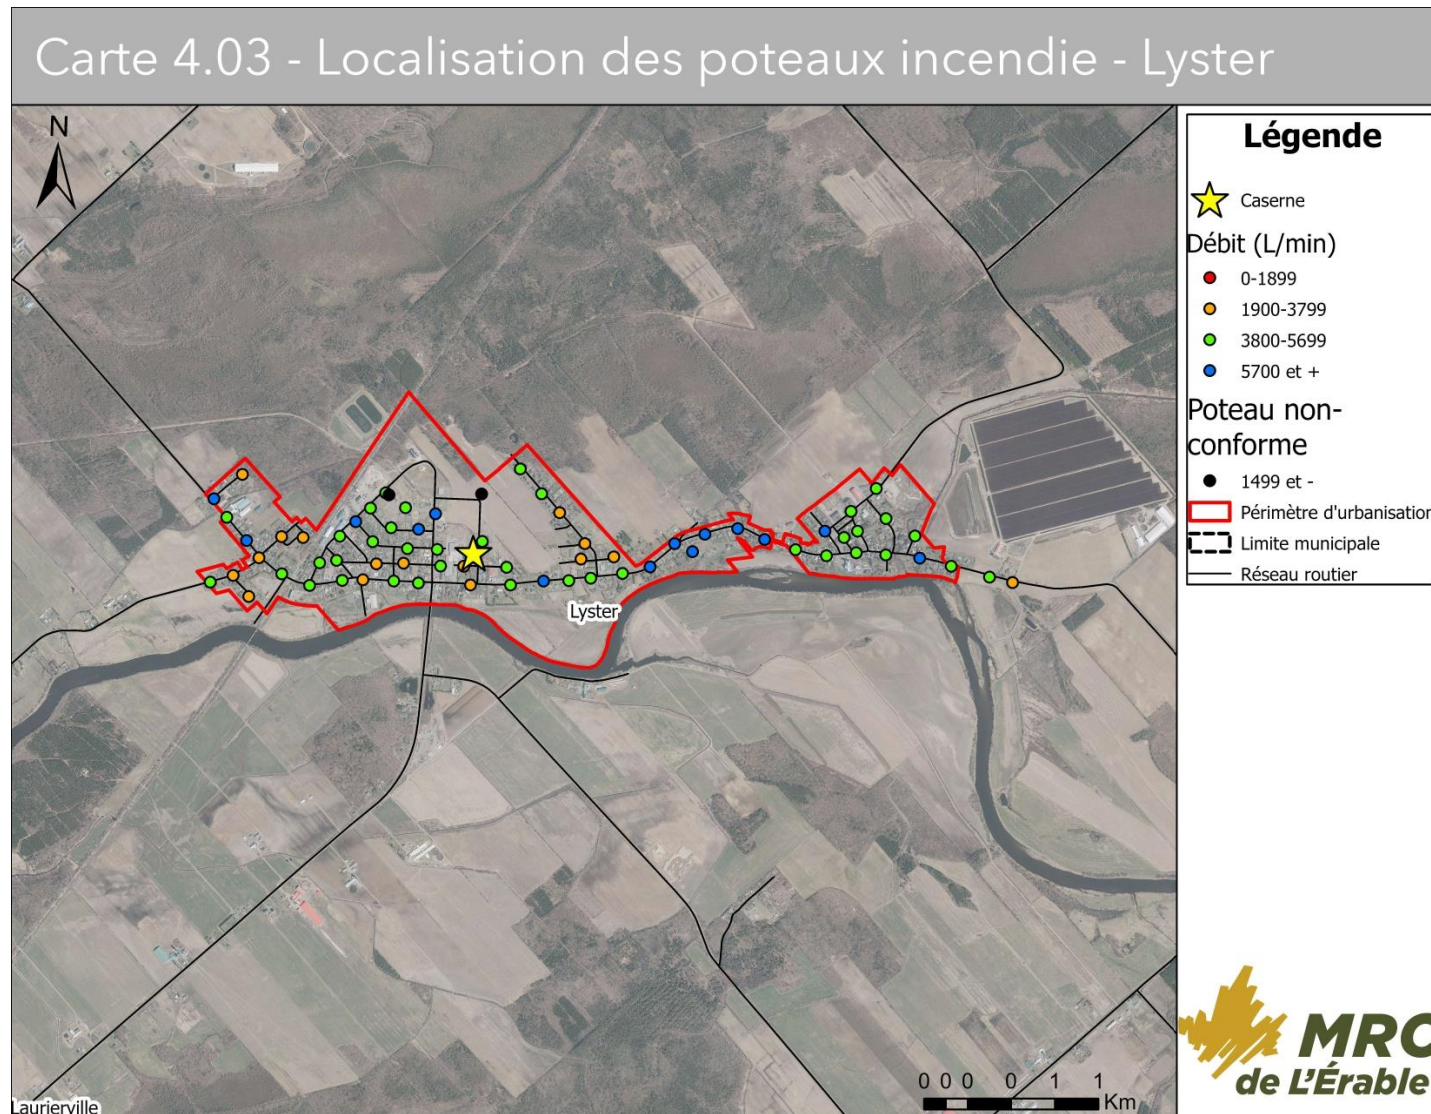 Carte 4.03 - Localisation des poteaux incendie - Lyster
N
Légende
Caserne
Débit (L/min)
0-1899
1900-3799
3800-5699
5700 et +
Poteau non-
conforme
1499 et -
Périmètre d'urbanisation
Limite municipale
Réseau routier
Lyster
Laurierville
0 0 0 0 1 1
Km
MRC
de L'Érable